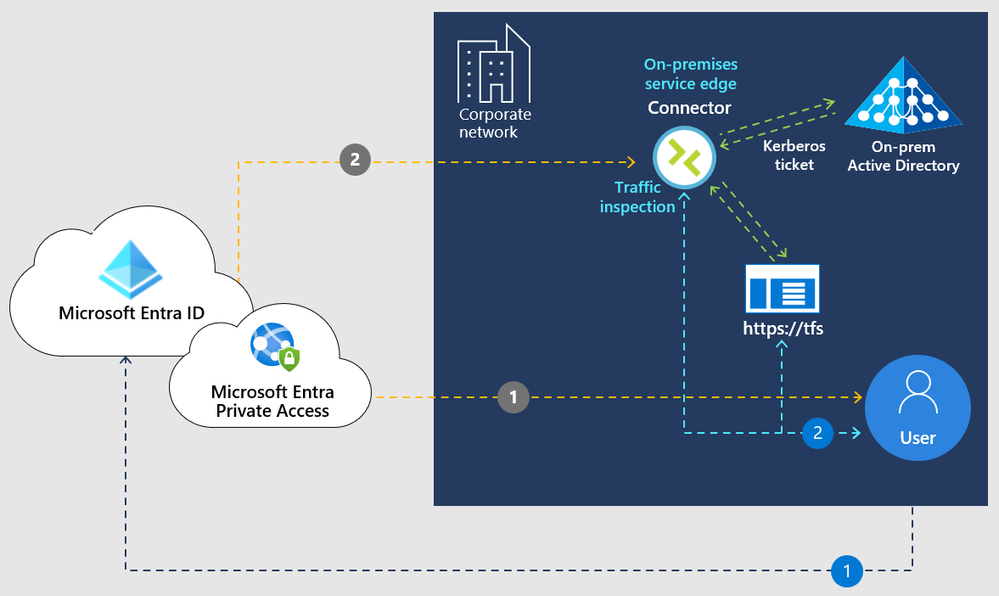 On-premises
service edge
Connector
Corporate
network
Kerberos
ticket
On-prem
Active Directory
2
Traffic
inspection
Microsoft Entra ID
https://tfs
Microsoft Entra
Private Access
1
2
User
1